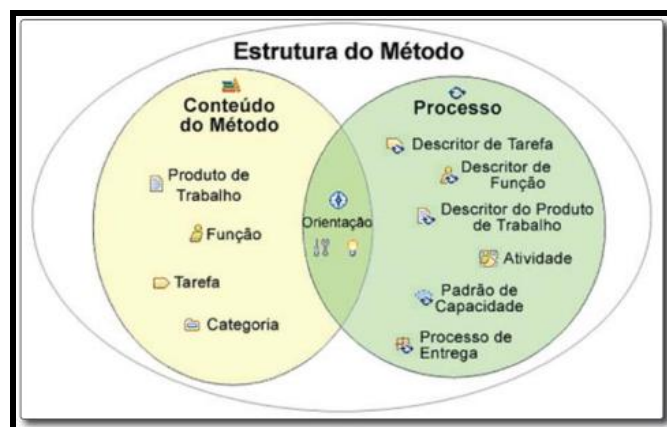 Estrutura do Método
Conteúdo
do Método
Produto de
Trabalho
Função
Tarefa
Categoria
Orientação
Processo
Descritor de Tarefa
Descritor de
Função
Descritor do Produto
de Trabalho
Atividade
Padrão de
Capacidade
Processo de
Entrega